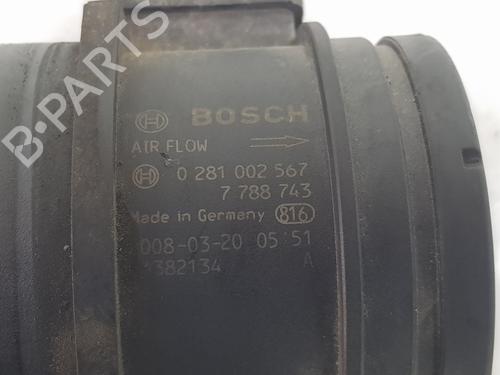 B-PARTS
BOSCH
AIR FLOW
0 281 002 567
7 788 743
Made in Germany 816
008-03-20 05 51
382134 A